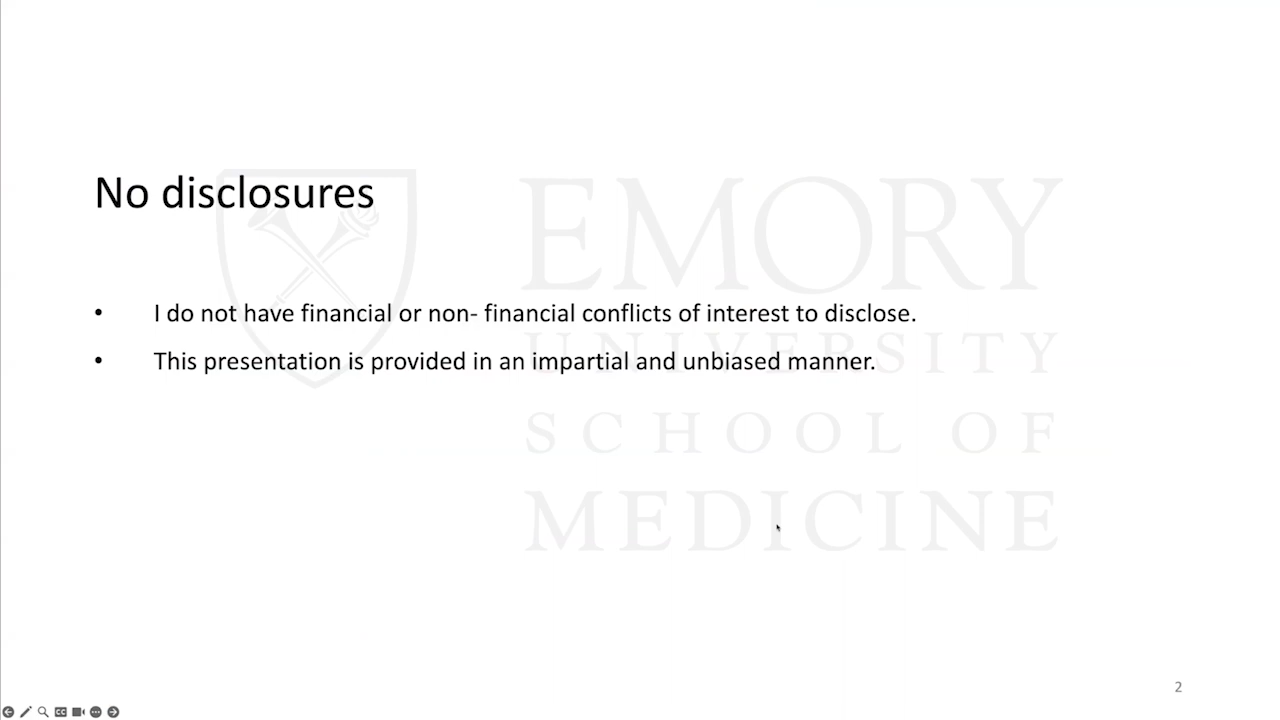 No disclosures
• I do not have financial or non- financial conflicts of interest to disclose.
• This presentation is provided in an impartial and unbiased manner.
EMORY
UNIVERSITY
SCHOOL OF
MEDICINE
2
CC